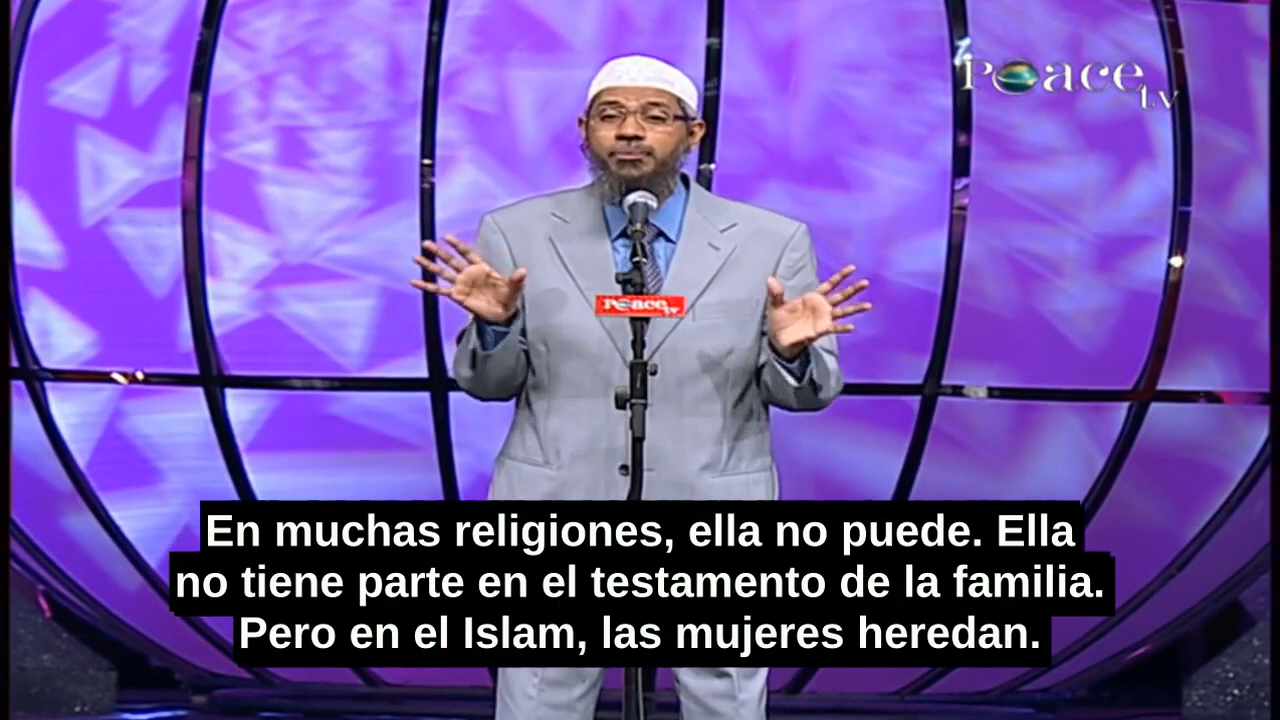 Peace tv
Peace tv
En muchas religiones, ella no puede. Ella
no tiene parte en el testamento de la familia.
Pero en el Islam, las mujeres heredan.